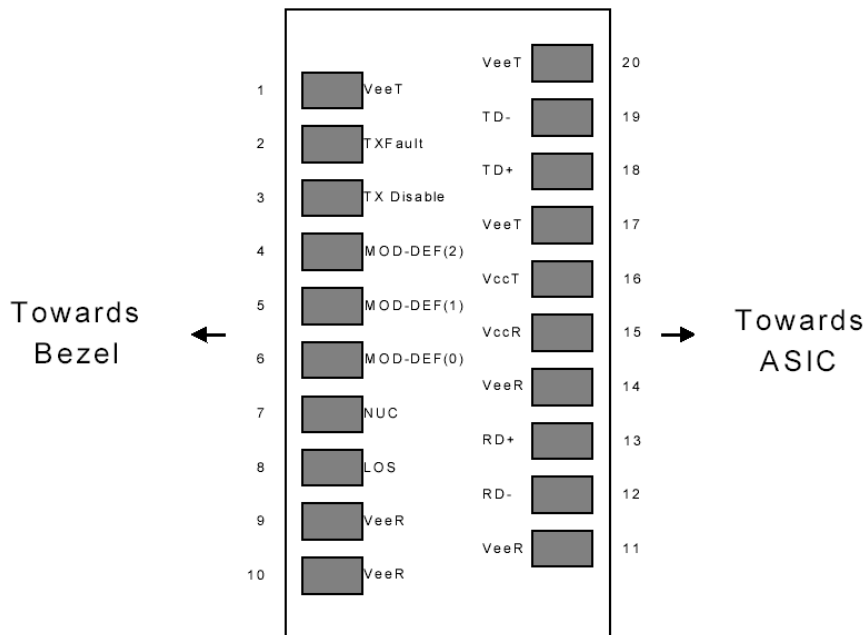 VeeT 20
1 VeeT
TD- 19
2 TXFault
TD+ 18
3 TX Disable
VeeT 17
4 MOD-DEF(2)
VccT 16
5 MOD-DEF(1)
Towards
Bezel
VccR 15
Towards
ASIC
6 MOD-DEF(0)
VeeR 14
7 NUC
RD+ 13
8 LOS
RD- 12
9 VeeR
VeeR 11
10 VeeR